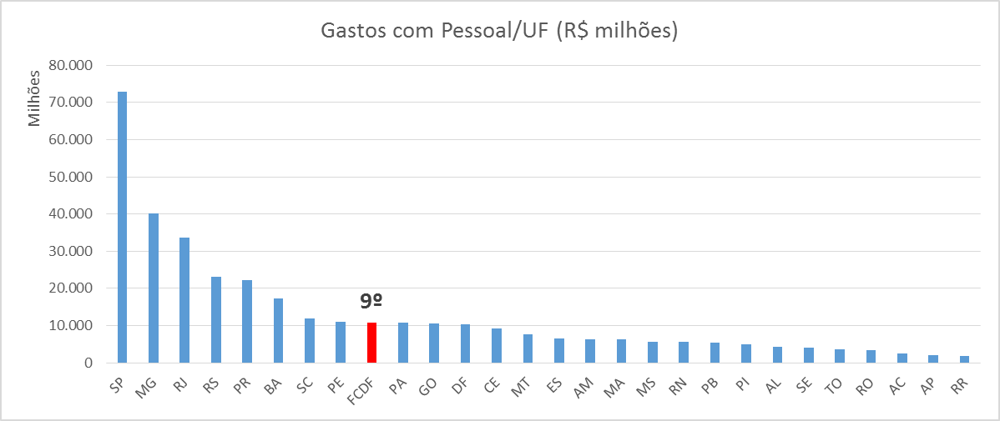 Gastos com Pessoal/UF (R$ milhões)
Milhões
80.000
70.000
60.000
50.000
40.000
30.000
20.000
10.000
0
9º
SP MG RJ RS PR BA SC PE FCDF PA GO DF CE MT ES AM MA MS RN PB PI AL SE TO RO AC AP RR